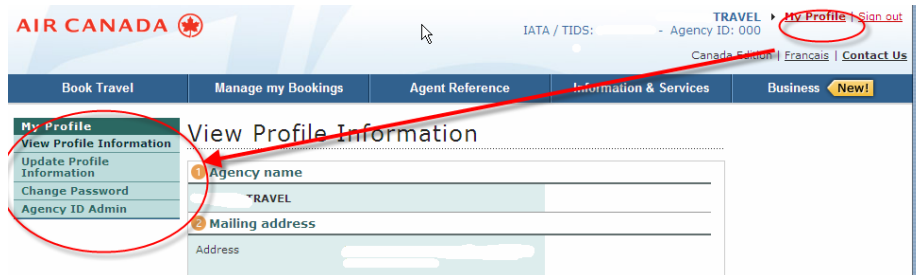 AIR CANADA
TRAVEL My Profile | Sign out
IATA / TIDS: - Agency ID: 000
Canada Edition | Français | Contact Us
Book Travel Manage my Bookings Agent Reference Information & Services Business New!
My Profile
View Profile Information
Update Profile
Information
Change Password
Agency ID Admin
View Profile Information
1 Agency name
TRAVEL
2 Mailing address
Address